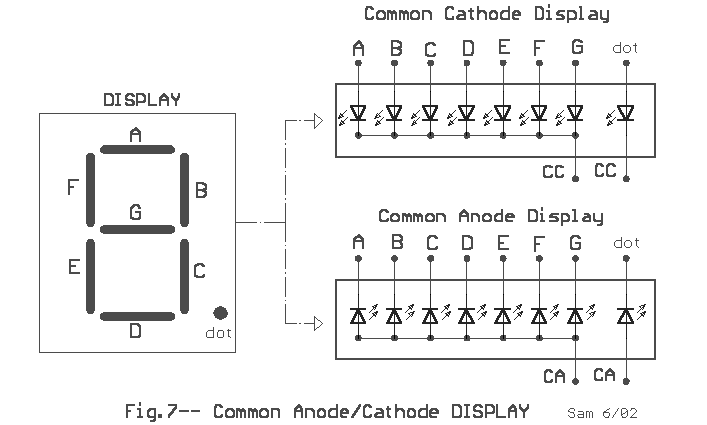 Common Cathode Display
A B C D E F G dot
CC CC
DISPLAY
A
F B
G
E C
D
dot
Common Anode Display
A B C D E F G dot
CA CA
Fig.7-- Common Anode/Cathode DISPLAY Sam 6/02